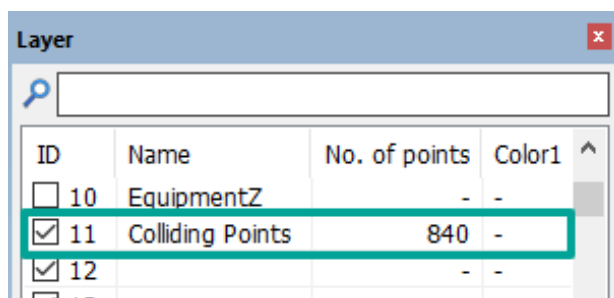 Layer
ID Name No. of points Color1
10 EquipmentZ - -
11 Colliding Points 840 -
12 - -